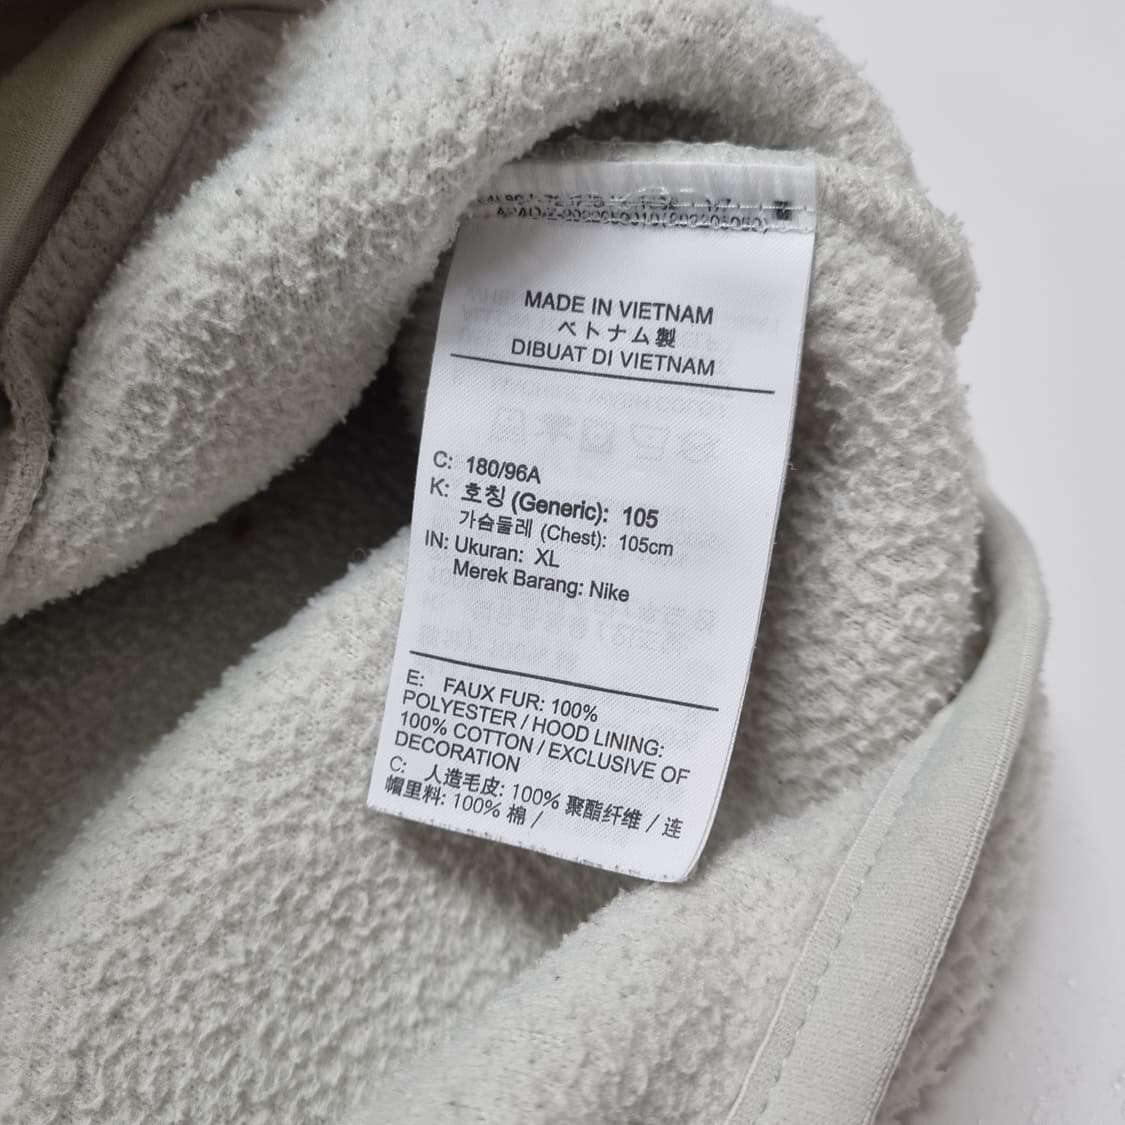 MADE IN VIETNAM
ベトナム製
DIBUAT DI VIETNAM
C: 180/96A
K: 호칭 (Generic): 105
가슴둘레 (Chest): 105cm
IN: Ukuran: XL
Merek Barang: Nike
E: FAUX FUR: 100%
POLYESTER / HOOD LINING:
100% COTTON / EXCLUSIVE OF
DECORATION
C: 人造毛皮: 100% 聚酯纤维 / 连
帽里料: 100% 棉 /